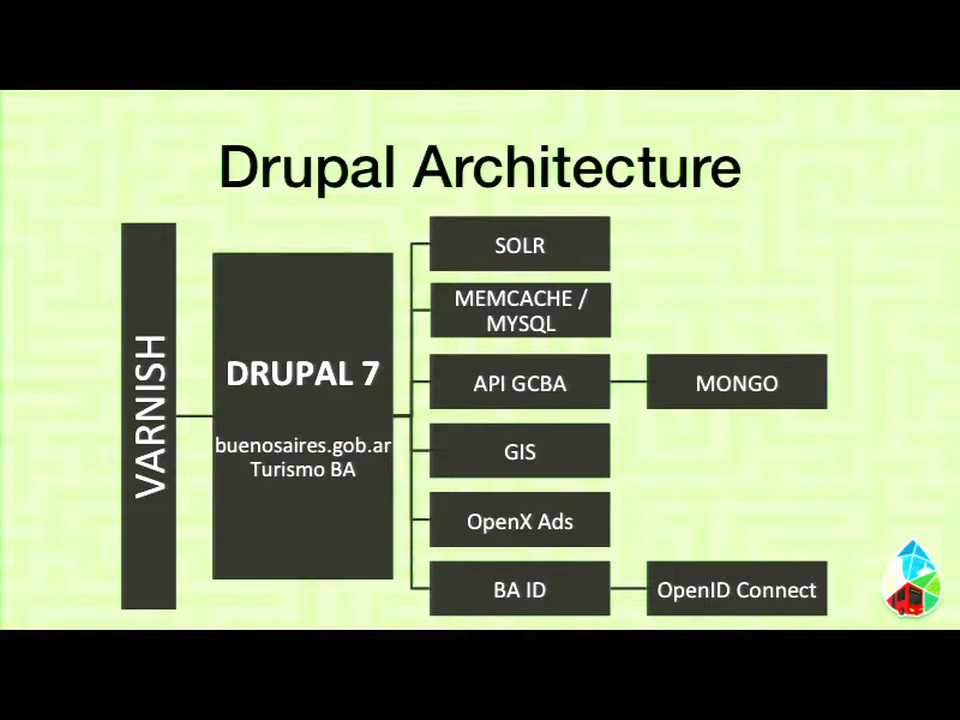 Drupal Architecture
VARNISH
DRUPAL 7
buenosaires.gob.ar
Turismo BA
SOLR
MEMCACHE /
MYSQL
API GCBA
MONGO
GIS
OpenX Ads
BA ID
OpenID Connect